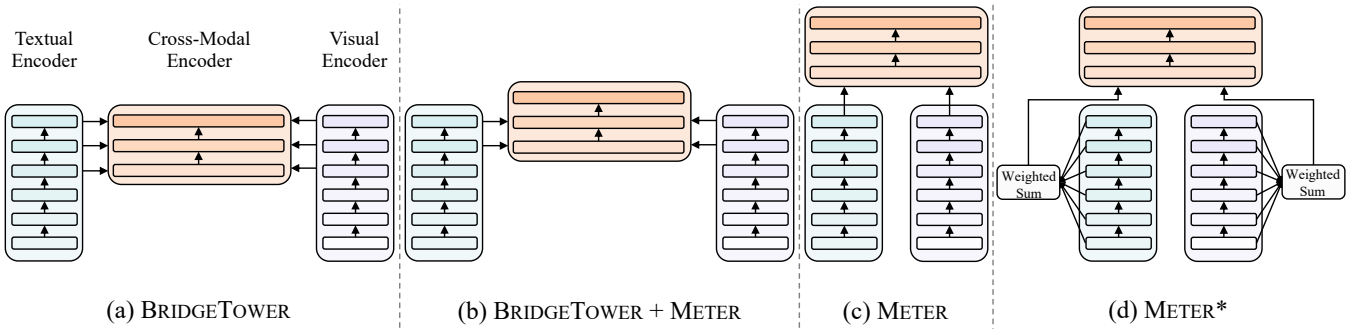 Textual
Encoder
Cross-Modal
Encoder
Visual
Encoder
Weighted
Sum
Weighted
Sum
(a) BRIDGETOWER
(b) BRIDGETOWER + METER
(c) METER
(d) METER*